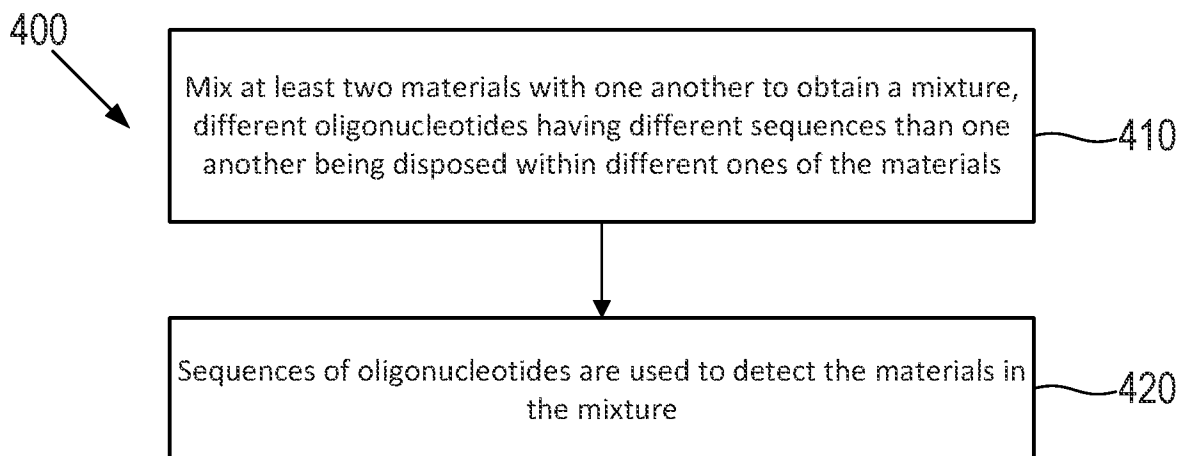 400
Mix at least two materials with one another to obtain a mixture,
different oligonucleotides having different sequences than one
another being disposed within different ones of the materials
410
Sequences of oligonucleotides are used to detect the materials in
the mixture
420